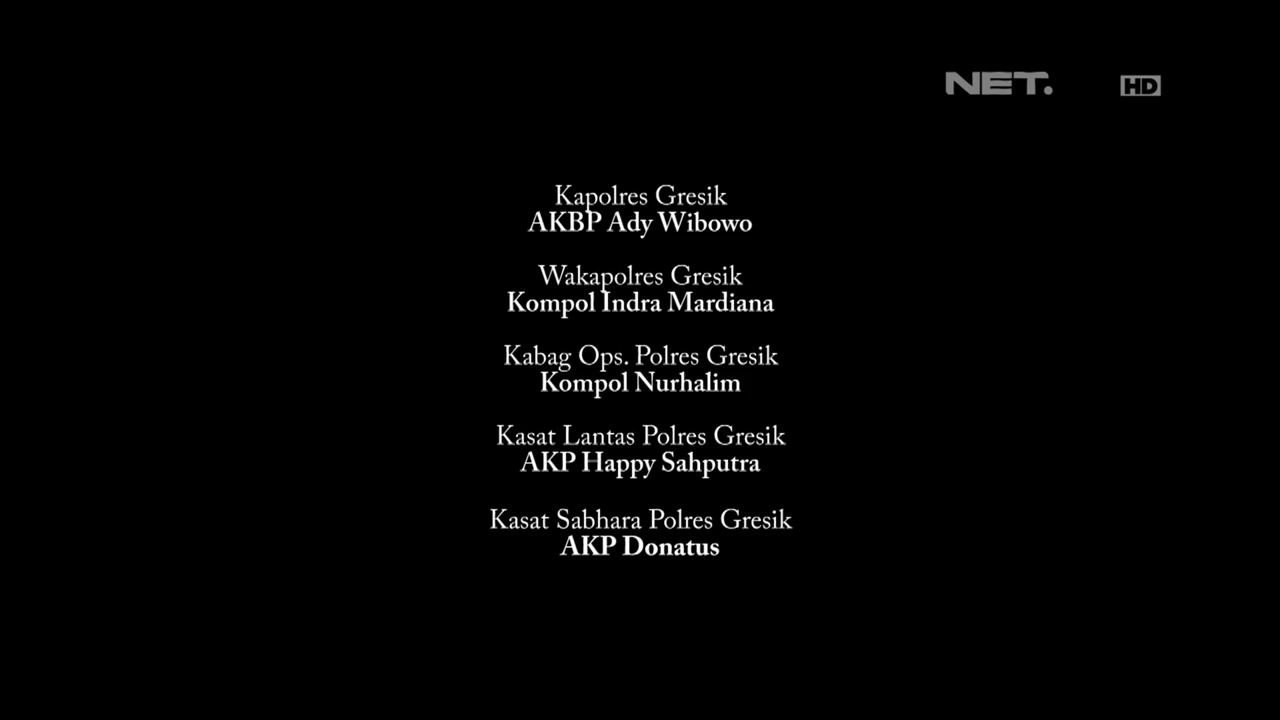 NET. HD
Kapolres Gresik
AKBP Ady Wibowo
Wakapolres Gresik
Kompol Indra Mardiana
Kabag Ops. Polres Gresik
Kompol Nurhalim
Kasat Lantas Polres Gresik
AKP Happy Sahputra
Kasat Sabhara Polres Gresik
AKP Donatus